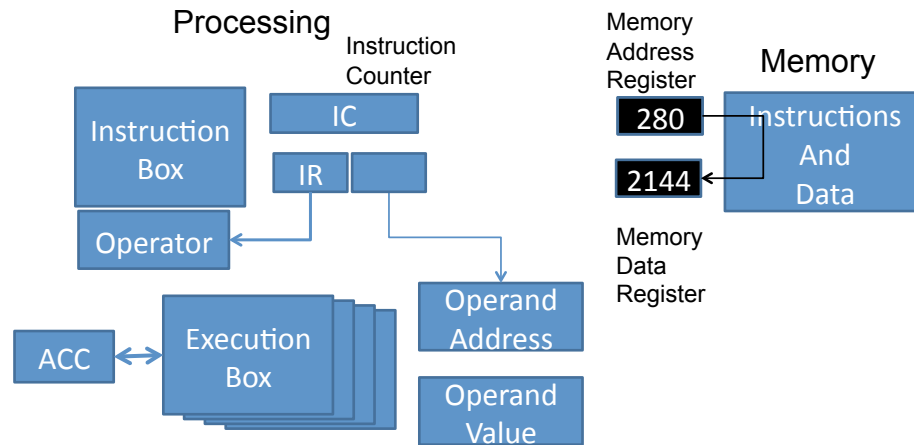 Processing
Instruction
Counter
Memory
Address
Register
Memory
Instruction
Box
IC
IR
Operator
280
2144
Instructions
And
Data
Memory
Data
Register
Operand
Address
ACC
Execution
Box
Operand
Value